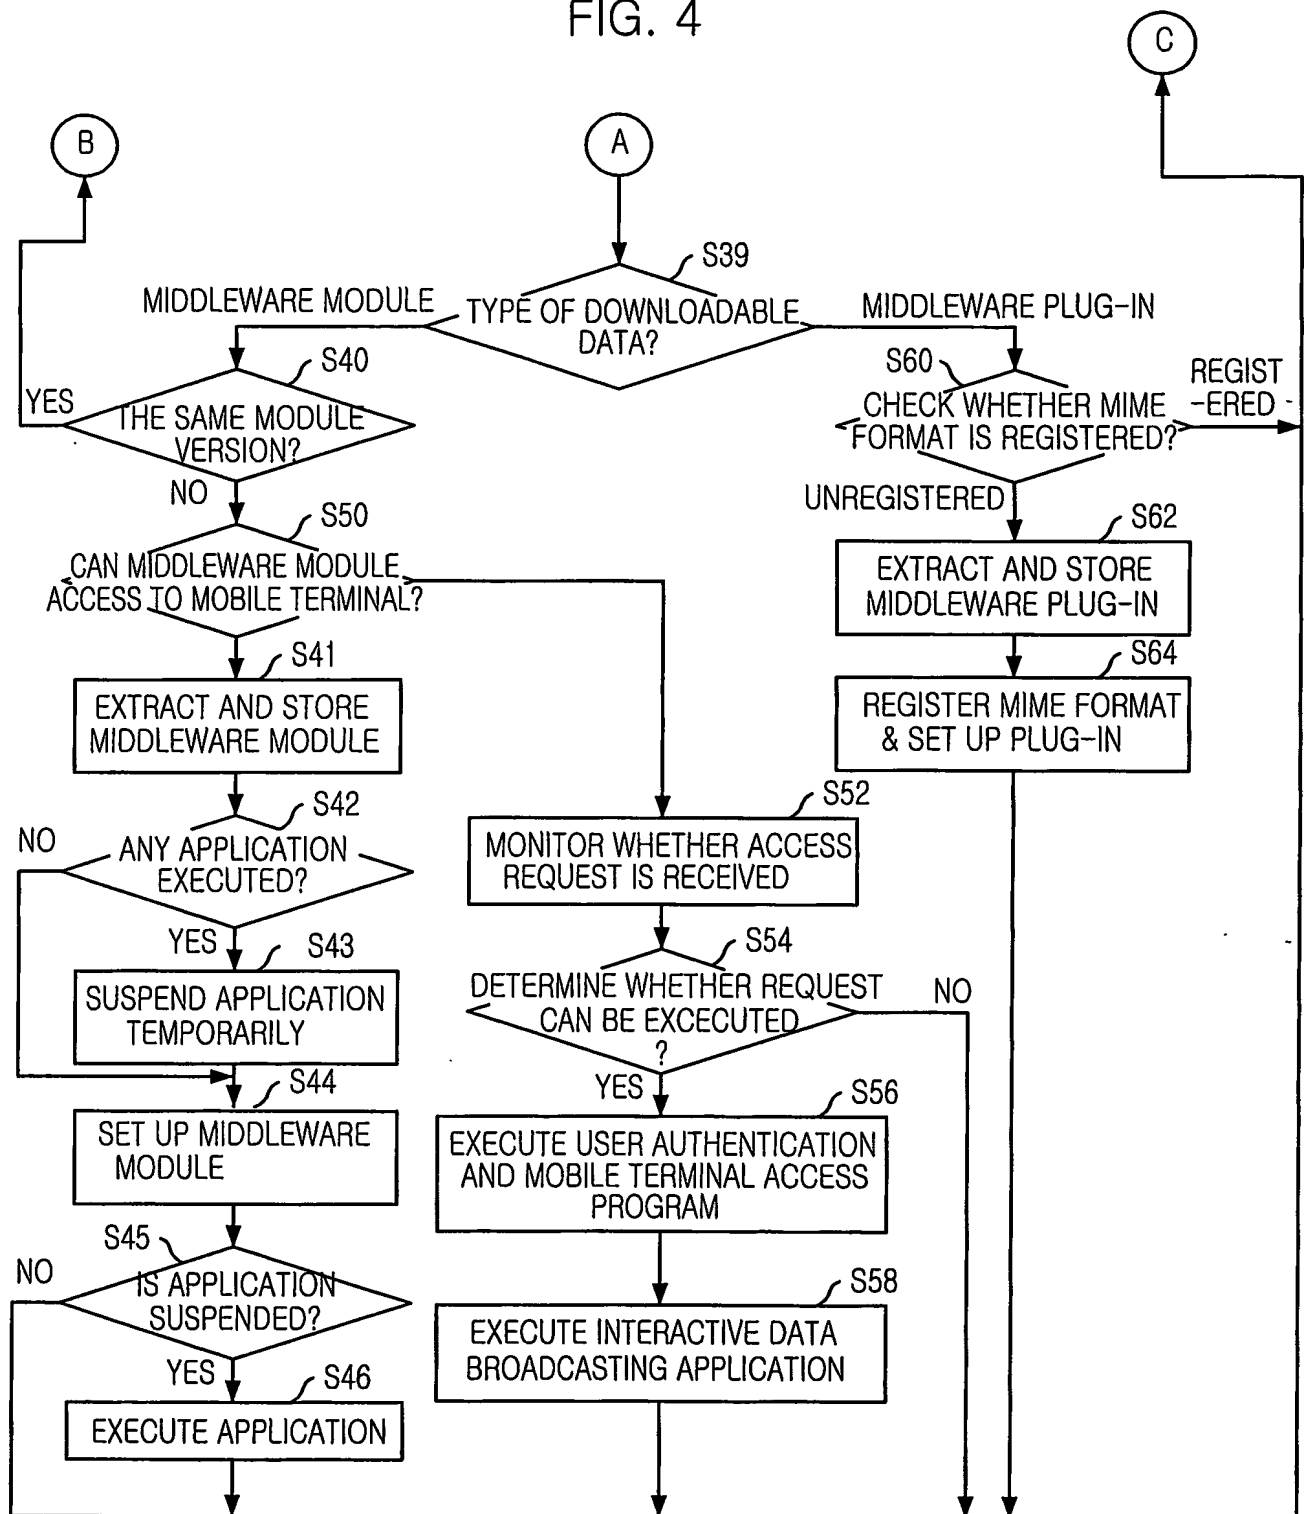 FIG. 4
C
B
A
S39
MIDDLEWARE MODULE
TYPE OF DOWNLOADABLE
DATA?
MIDDLEWARE PLUG-IN
S40
YES
THE SAME MODULE
VERSION?
NO
S60
CHECK WHETHER MIME
FORMAT IS REGISTERED?
REGIST
-ERED
UNREGISTERED
S50
CAN MIDDLEWARE MODULE
ACCESS TO MOBILE TERMINAL?
S62
EXTRACT AND STORE
MIDDLEWARE PLUG-IN
S41
EXTRACT AND STORE
MIDDLEWARE MODULE
S64
REGISTER MIME FORMAT
& SET UP PLUG-IN
S42
NO
ANY APPLICATION
EXECUTED?
YES
S52
MONITOR WHETHER ACCESS
REQUEST IS RECEIVED
S43
SUSPEND APPLICATION
TEMPORARILY
S54
DETERMINE WHETHER REQUEST
CAN BE EXCECUTED
?
NO
YES
S44
SET UP MIDDLEWARE
MODULE
S56
EXECUTE USER AUTHENTICATION
AND MOBILE TERMINAL ACCESS
PROGRAM
S45
NO
IS APPLICATION
SUSPENDED?
YES
S58
EXECUTE INTERACTIVE DATA
BROADCASTING APPLICATION
S46
EXECUTE APPLICATION